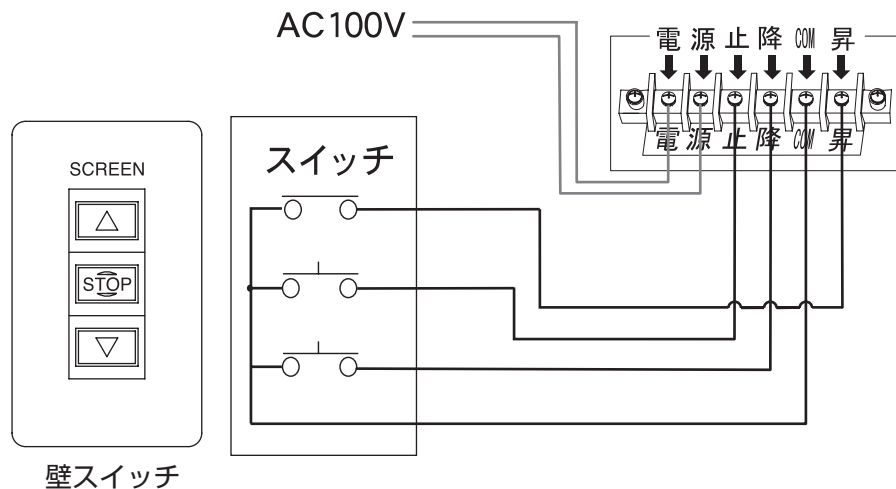 AC100V
電 源 止 降 COM 昇
電 源 止 降 COM 昇
スイッチ
SCREEN
STOP
壁スイッチ